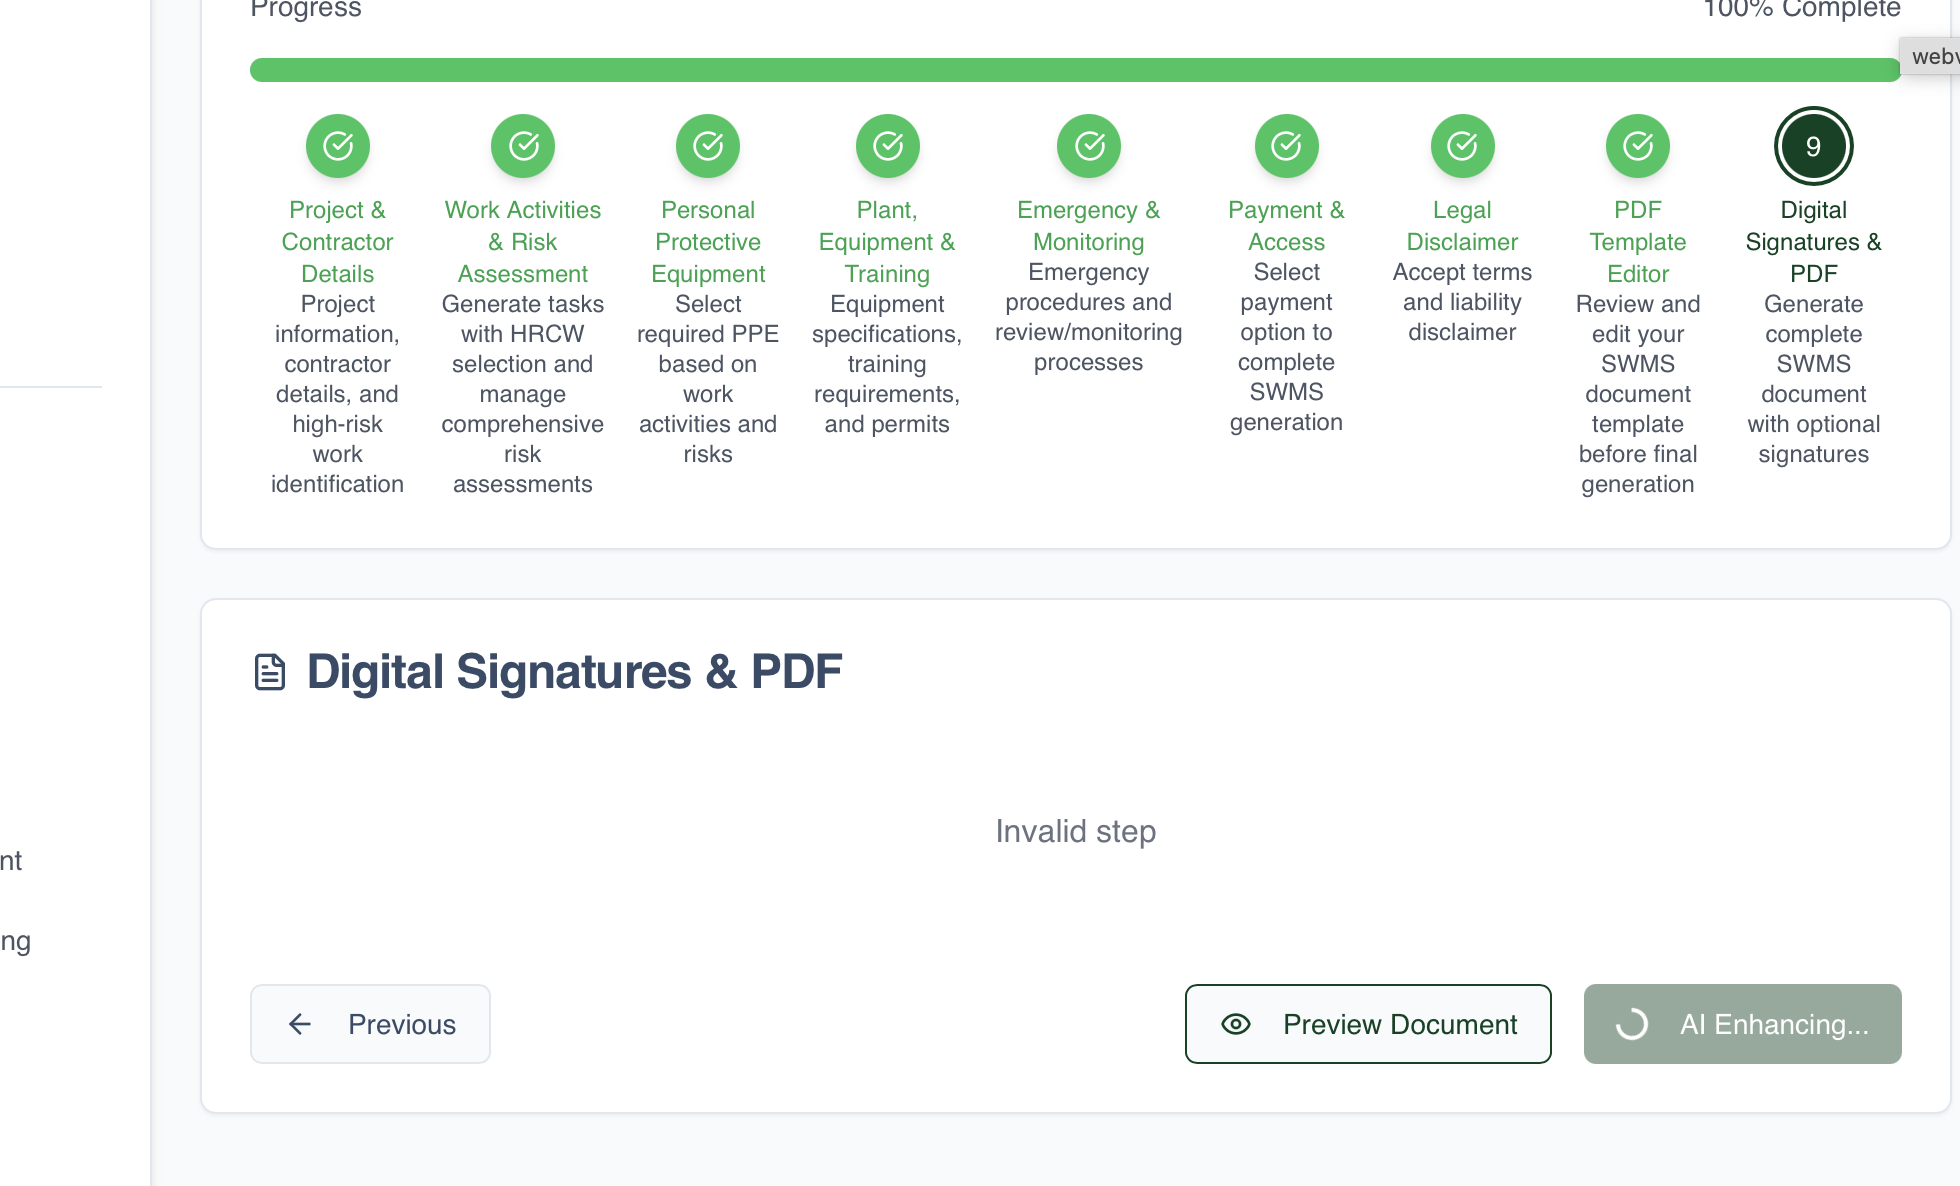 Progress
100% Complete
9
Project &
Contractor
Details
Project
information,
contractor
details, and
high-risk
work
identification
Work Activities
& Risk
Assessment
Generate tasks
with HRCW
selection and
manage
comprehensive
risk
assessments
Personal
Protective
Equipment
Select
required PPE
based on
work
activities and
risks
Plant,
Equipment &
Training
Equipment
specifications,
training
requirements,
and permits
Emergency &
Monitoring
Emergency
procedures and
review/monitoring
processes
Payment &
Access
Select
payment
option to
complete
SWMS
generation
Legal
Disclaimer
Accept terms
and liability
disclaimer
PDF
Template
Editor
Review and
edit your
SWMS
document
template
before final
generation
Digital
Signatures &
PDF
Generate
complete
SWMS
document
with optional
signatures
Digital Signatures & PDF
Invalid step
nt
ng
Previous
Preview Document
AI Enhancing...